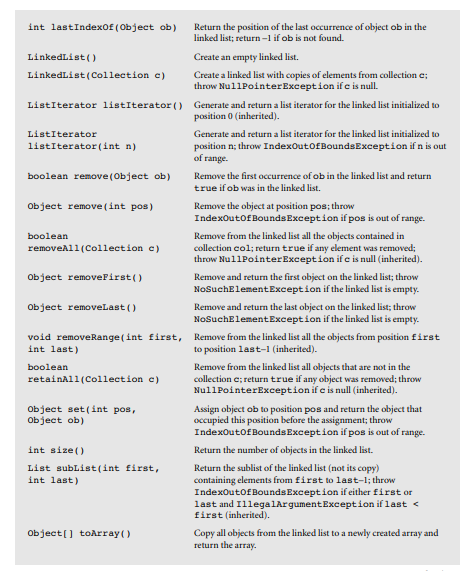 int lastIndexOf(Object ob) Return the position of the last occurrence of object ob in the
linked list; return –1 if ob is not found.
LinkedList() Create an empty linked list.
LinkedList(Collection c) Create a linked list with copies of elements from collection c;
throw NullPointerException if c is null.
ListIterator listIterator() Generate and return a list iterator for the linked list initialized to
position 0 (inherited).
ListIterator Generate and return a list iterator for the linked list initialized to
listIterator(int n) position n; throw IndexOutOfBoundsException if n is out
of range.
boolean remove(Object ob) Remove the first occurrence of ob in the linked list and return
true if ob was in the linked list.
Object remove(int pos) Remove the object at position pos; throw
IndexOutOfBoundsException if pos is out of range.
boolean Remove from the linked list all the objects contained in
removeAll(Collection c) collection col; return true if any element was removed;
throw NullPointerException if c is null (inherited).
Object removeFirst() Remove and return the first object on the linked list; throw
NoSuchElementException if the linked list is empty.
Object removeLast() Remove and return the last object on the linked list; throw
NoSuchElementException if the linked list is empty.
void removeRange(int first, Remove from the linked list all the objects from position first
int last) to position last–1 (inherited).
boolean Remove from the linked list all objects that are not in the
retainAll(Collection c) collection c; return true if any object was removed; throw
NullPointerException if c is null (inherited).
Object set(int pos, Assign object ob to position pos and return the object that
Object ob) occupied this position before the assignment; throw
IndexOutOfBoundsException if pos is out of range.
int size() Return the number of objects in the linked list.
List subList(int first, Return the sublist of the linked list (not its copy)
int last) containing elements from first to last–1; throw
IndexOutOfBoundsException if either first or
last and IllegalArgumentException if last <
first (inherited).
Object[] toArray() Copy all objects from the linked list to a newly created array and
return the array.